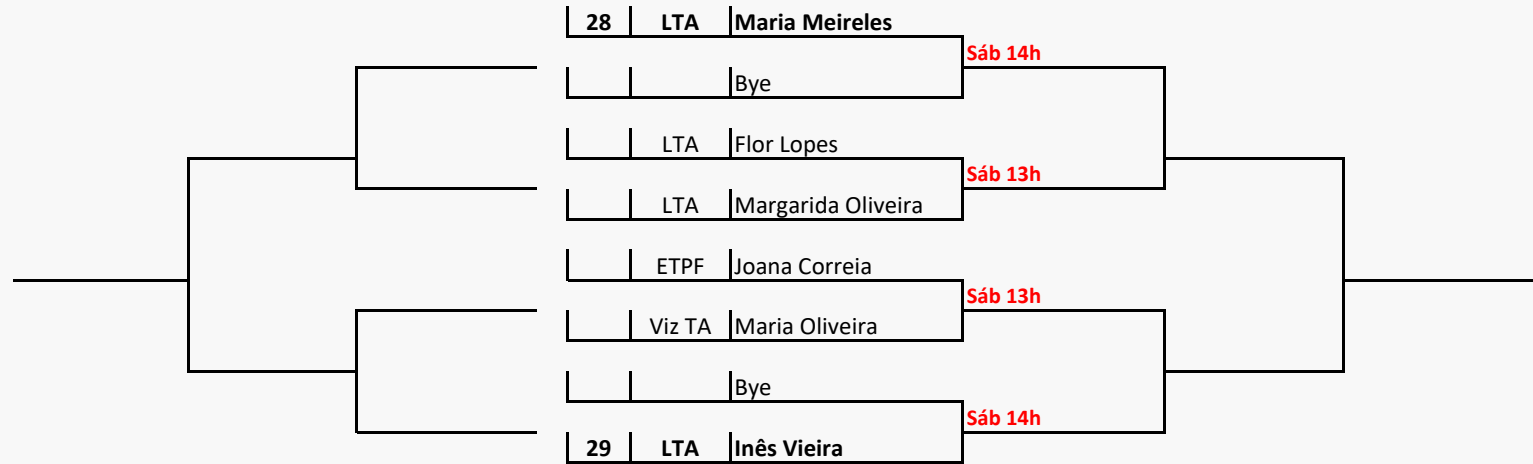 28 LTA Maria Meireles
Sáb 14h
Bye
LTA Flor Lopes
Sáb 13h
LTA Margarida Oliveira
ETPF Joana Correia
Sáb 13h
Viz TA Maria Oliveira
Bye
Sáb 14h
29 LTA Inês Vieira